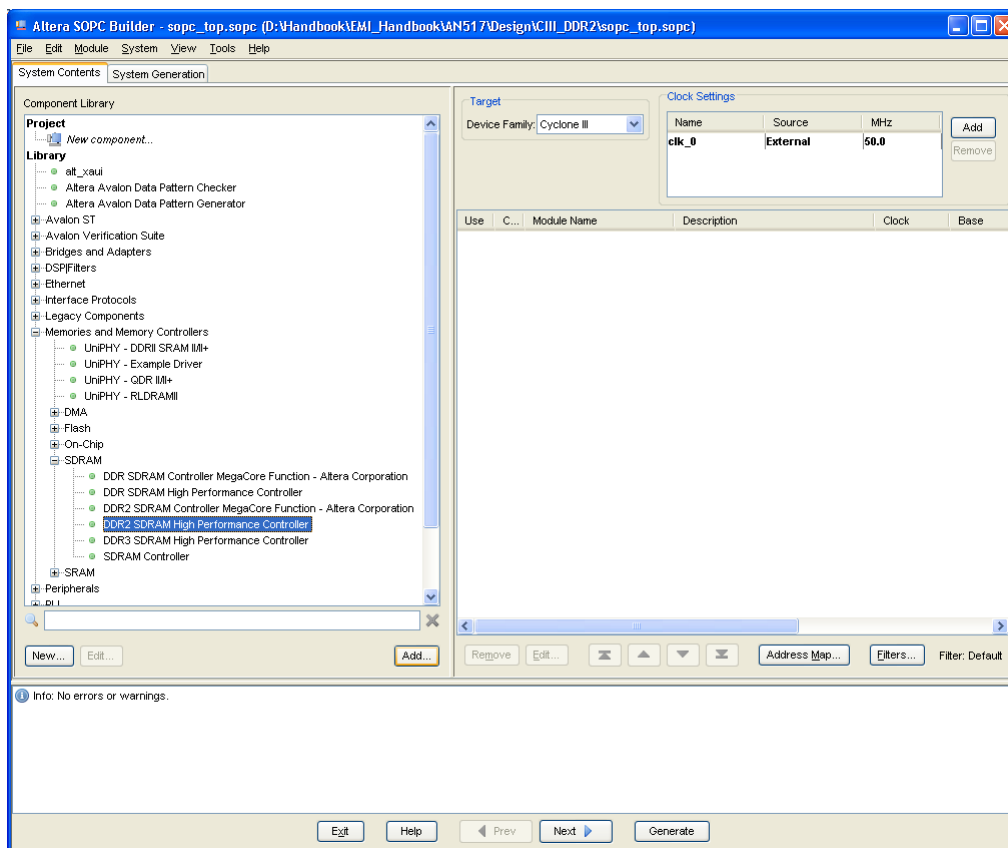 Altera SOPC Builder - sopc_top.sopc (D:\Handbook\EMI_Handbook\AN517\Design\CIII_DDR2\sopc_top.sopc)
File Edit Module System View Tools Help
System Contents System Generation
Component Library
Project
New component...
Library
alt_xaui
Altera Avalon Data Pattern Checker
Altera Avalon Data Pattern Generator
Avalon ST
Avalon Verification Suite
Bridges and Adapters
DSP|Filters
Ethernet
Interface Protocols
Legacy Components
Memories and Memory Controllers
UniPHY - DDRII SRAM II/II+
UniPHY - Example Driver
UniPHY - QDR II/II+
UniPHY - RLDRAMII
DMA
Flash
On-Chip
SDRAM
DDR SDRAM Controller MegaCore Function - Altera Corporation
DDR SDRAM High Performance Controller
DDR2 SDRAM Controller MegaCore Function - Altera Corporation
DDR2 SDRAM High Performance Controller
DDR3 SDRAM High Performance Controller
SDRAM Controller
SRAM
Peripherals
PLL
New... Edit... Add...
Target
Device Family: Cyclone III
Clock Settings
Name Source MHz
clk_0 External 50.0
Add
Remove
Use C... Module Name Description Clock Base
Remove Edit... Address Map... Filters... Filter: Default
Info: No errors or warnings.
Exit Help Prev Next Generate